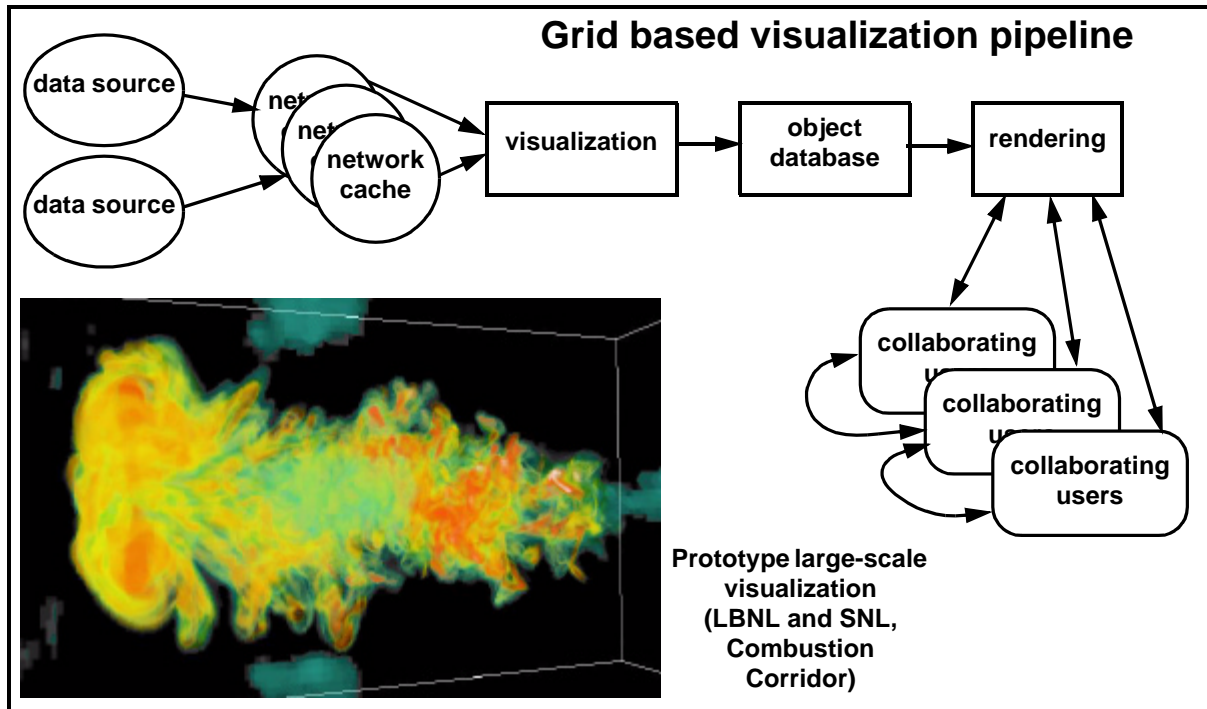 Grid based visualization pipeline
data source
data source
network
cache
visualization
object
database
rendering
collaborating
collaborating
collaborating
users
Prototype large-scale
visualization
(LBNL and SNL,
Combustion
Corridor)